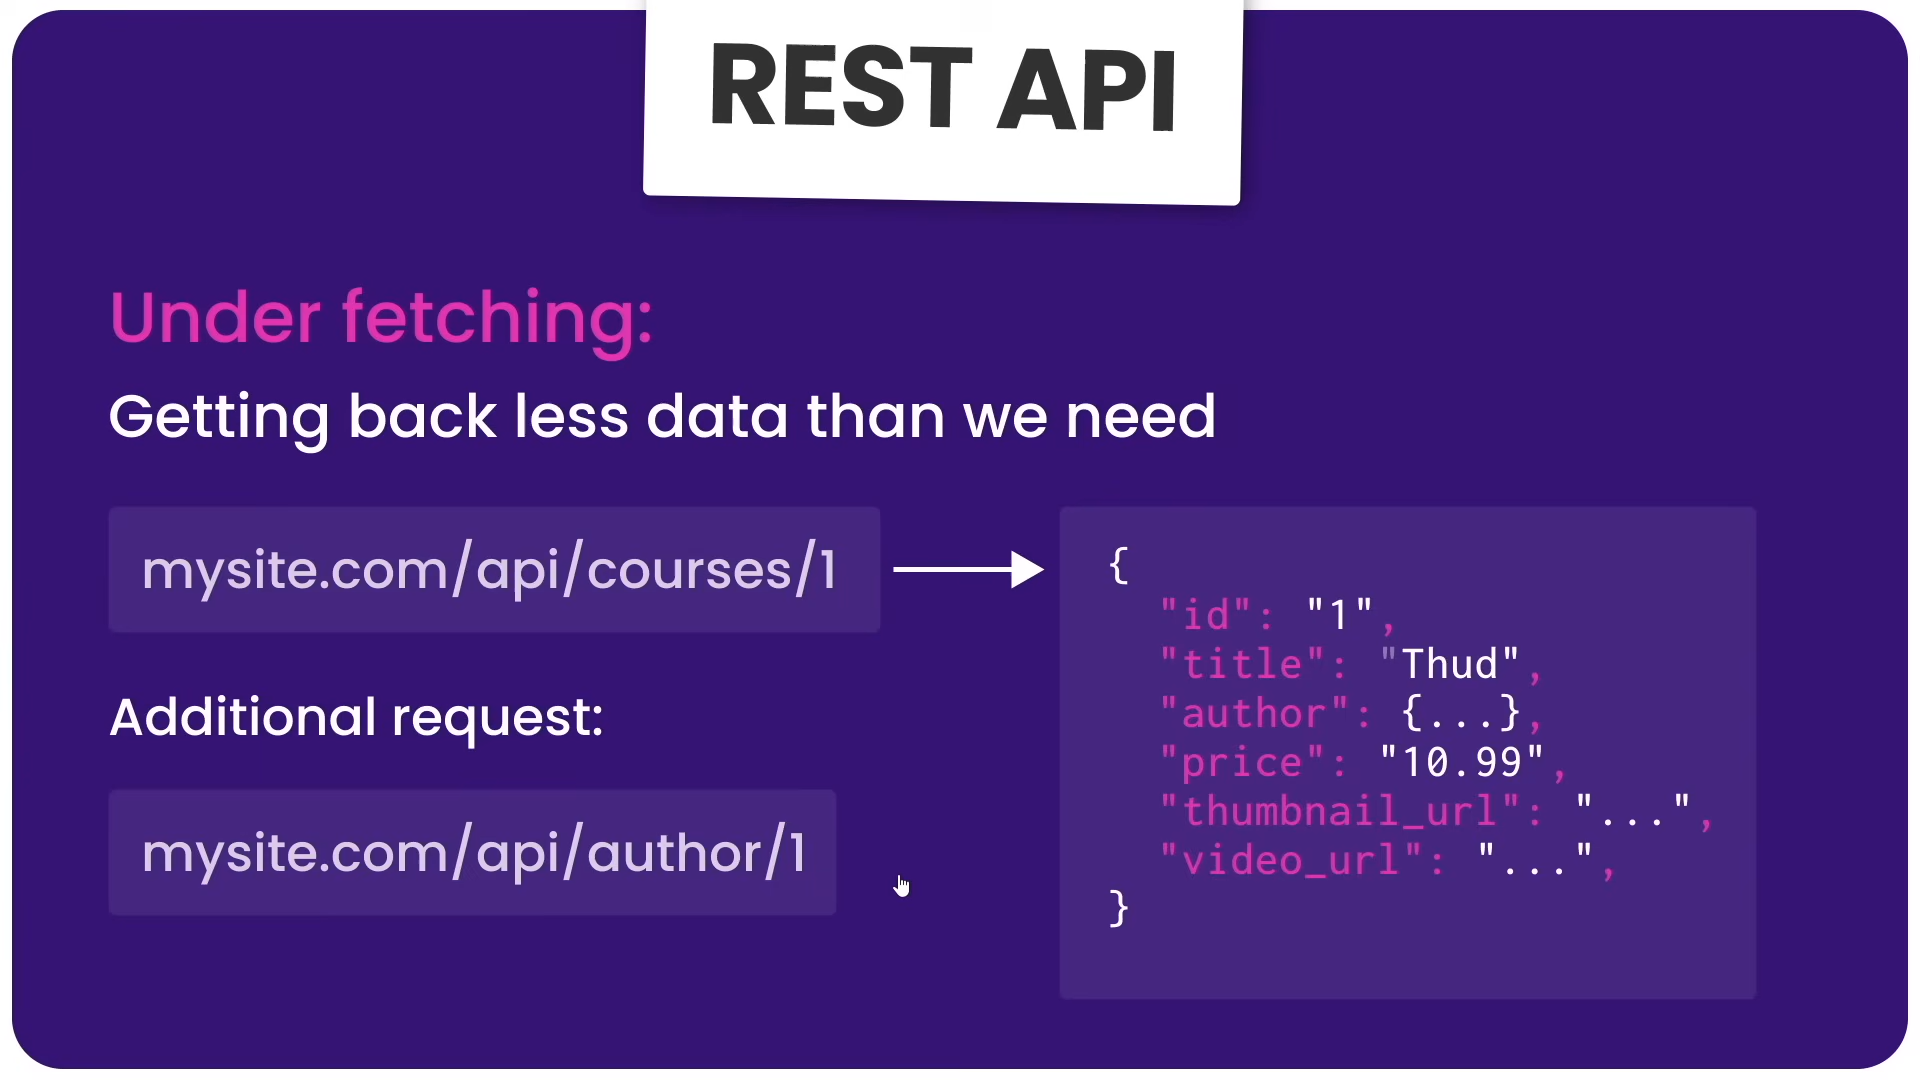 REST API
Under fetching:
Getting back less data than we need
mysite.com/api/courses/1
Additional request:
mysite.com/api/author/1
{
"id": "1",
"title": "Thud",
"author": {...},
"price": "10.99",
"thumbnail_url": "...",
"video_url": "...",
}